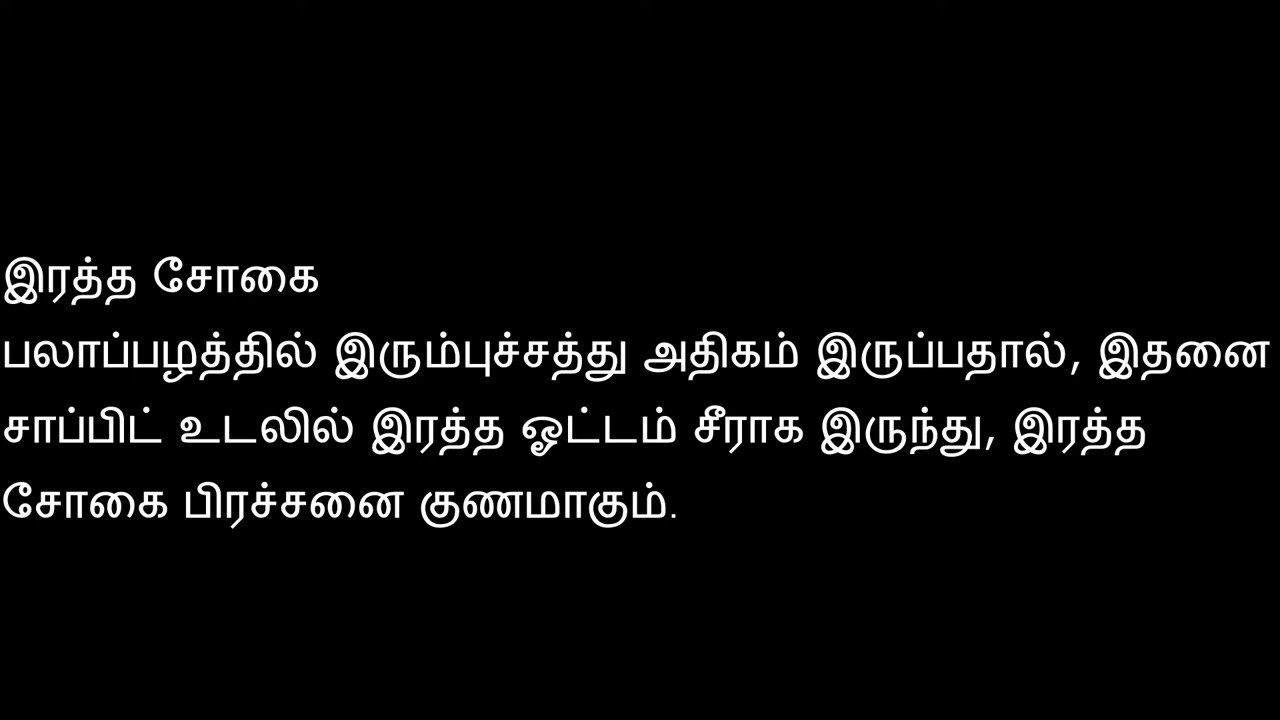 இரத்த சோகை
பலாப்பழத்தில் இரும்புச்சத்து அதிகம் இருப்பதால், இதனை
சாப்பிட் உடலில் இரத்த ஓட்டம் சீராக இருந்து, இரத்த
சோகை பிரச்சனை குணமாகும்.